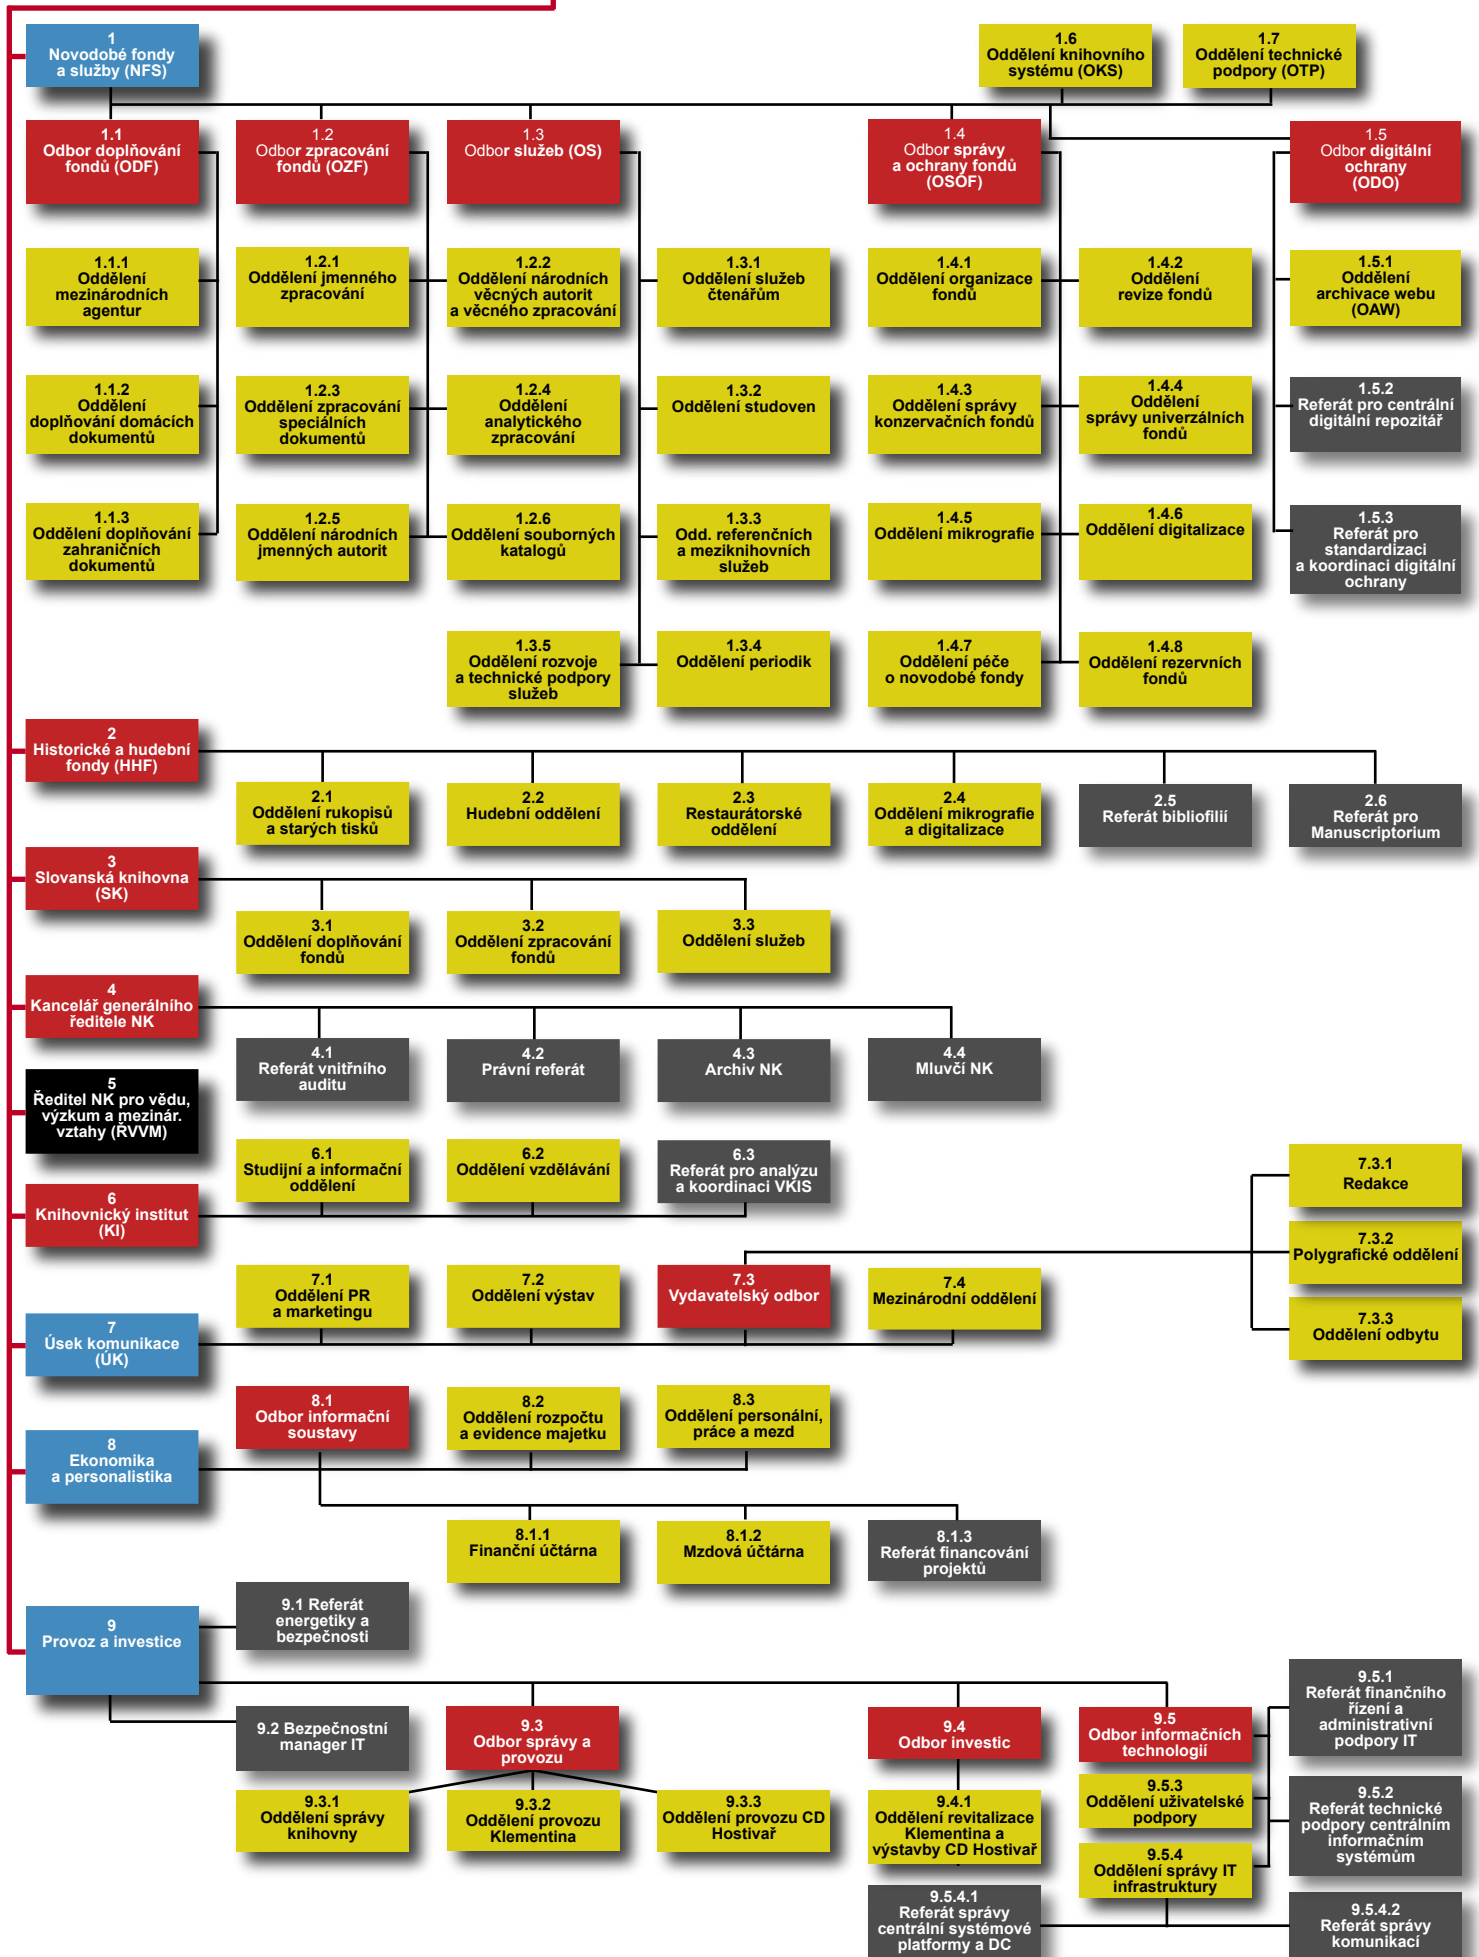 1
Novodobé fondy
a služby (NFS)
1.6
Oddělení knihovního
systému (OKS)
1.7
Oddělení technické
podpory (OTP)
1.1
Odbor doplňování
fondů (ODF)
1.2
Odbor zpracování
fondů (OZF)
1.3
Odbor služeb (OS)
1.4
Odbor správy
a ochrany fondů
(OSOF)
1.5
Odbor digitální
ochrany
(ODO)
1.1.1
Oddělení
mezinárodních
agentur
1.2.1
Oddělení jmenného
zpracování
1.2.2
Oddělení národních
věcných autorit
a věcného zpracování
1.3.1
Oddělení služeb
čtenářům
1.4.1
Oddělení organizace
fondů
1.4.2
Oddělení
revize fondů
1.5.1
Oddělení
archivace webu
(OAW)
1.1.2
Oddělení
doplňování domácích
dokumentů
1.2.3
Oddělení zpracování
speciálních
dokumentů
1.2.4
Oddělení
analytického
zpracování
1.3.2
Oddělení studoven
1.4.3
Oddělení správy
konzervačních fondů
1.4.4
Oddělení
správy univerzálních
fondů
1.5.2
Referát pro centrální
digitální repozitář
1.1.3
Oddělení doplňování
zahraničních
dokumentů
1.2.5
Oddělení národních
jmenných autorit
1.2.6
Oddělení souborných
katalogů
1.3.3
Odd. referenčních
a meziknihovních
služeb
1.4.5
Oddělení mikrografie
1.4.6
Oddělení digitalizace
1.5.3
Referát pro
standardizaci
a koordinaci digitální
ochrany
1.3.5
Oddělení rozvoje
a technické podpory
služeb
1.3.4
Oddělení periodik
1.4.7
Oddělení péče
o novodobé fondy
1.4.8
Oddělení rezervních
fondů
2
Historické a hudební
fondy (HHF)
2.1
Oddělení rukopisů
a starých tisků
2.2
Hudební oddělení
2.3
Restaurátorské
oddělení
2.4
Oddělení mikrografie
a digitalizace
2.5
Referát bibliofilií
2.6
Referát pro
Manuscriptorium
3
Slovanská knihovna
(SK)
3.1
Oddělení doplňování
fondů
3.2
Oddělení zpracování
fondů
3.3
Oddělení služeb
4
Kancelář generálního
ředitele NK
4.1
Referát vnitřního
auditu
4.2
Právní referát
4.3
Archiv NK
4.4
Mluvčí NK
5
Ředitel NK pro vědu,
výzkum a mezinár.
vztahy (ŘVVM)
6.1
Studijní a informační
oddělení
6.2
Oddělení vzdělávání
6.3
Referát pro analýzu
a koordinaci VKIS
6
Knihovnický institut
(KI)
7.3.1
Redakce
7.3.2
Polygrafické oddělení
7.3.3
Oddělení odbytu
7.1
Oddělení PR
a marketingu
7.2
Oddělení výstav
7.3
Vydavatelský odbor
7.4
Mezinárodní oddělení
7
Úsek komunikace
(ÚK)
8.1
Odbor informační
soustavy
8.2
Oddělení rozpočtu
a evidence majetku
8.3
Oddělení personální,
práce a mezd
8
Ekonomika
a personalistika
8.1.1
Finanční účtárna
8.1.2
Mzdová účtárna
8.1.3
Referát financování
projektů
9
Provoz a investice
9.1 Referát
energetiky a
bezpečnosti
9.2 Bezpečnostní
manager IT
9.3
Odbor správy a
provozu
9.4
Odbor investic
9.5
Odbor informačních
technologií
9.5.1
Referát finančního
řízení a
administrativní
podpory IT
9.3.1
Oddělení správy
knihovny
9.3.2
Oddělení provozu
Klementina
9.3.3
Oddělení provozu CD
Hostivař
9.4.1
Oddělení revitalizace
Klementina a
výstavby CD Hostivař
9.5.3
Oddělení uživatelské
podpory
9.5.2
Referát technické
podpory centrálním
informačním
systémům
9.5.4
Oddělení správy IT
infrastruktury
9.5.4.1
Referát správy
centrální systémové
platformy a DC
9.5.4.2
Referát správy
komunikací